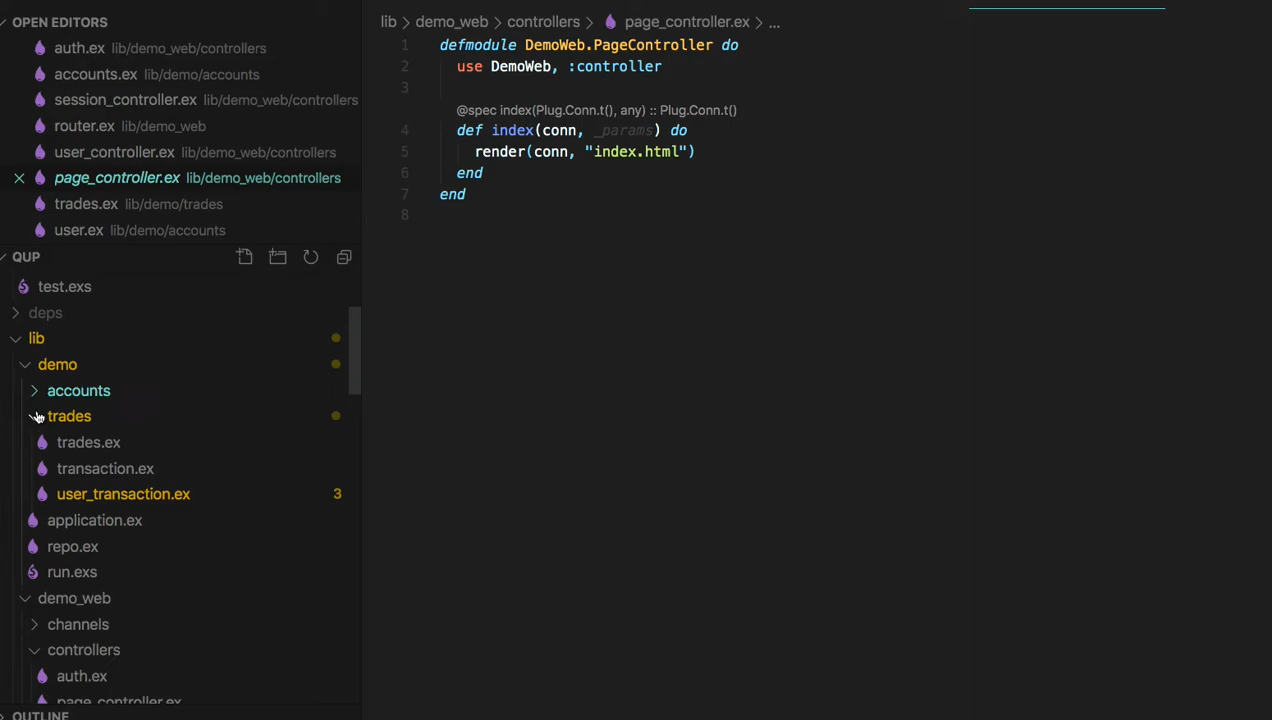 OPEN EDITORS
auth.ex lib/demo_web/controllers
accounts.ex lib/demo/accounts
session_controller.ex lib/demo_web/controllers
router.ex lib/demo_web
user_controller.ex lib/demo_web/controllers
page_controller.ex lib/demo_web/controllers
trades.ex lib/demo/trades
user.ex lib/demo/accounts
QUP
test.exs
deps
lib
demo
accounts
trades
trades.ex
transaction.ex
user_transaction.ex 3
application.ex
repo.ex
run.exs
demo_web
channels
controllers
auth.ex
page_controller.ex
OUTLINE
lib > demo_web > controllers > page_controller.ex > ...
1 defmodule DemoWeb.PageController do
2 use DemoWeb, :controller
3
@spec index(Plug.Conn.t(), any) :: Plug.Conn.t()
4 def index(conn, _params) do
5 render(conn, "index.html")
6 end
7 end
8